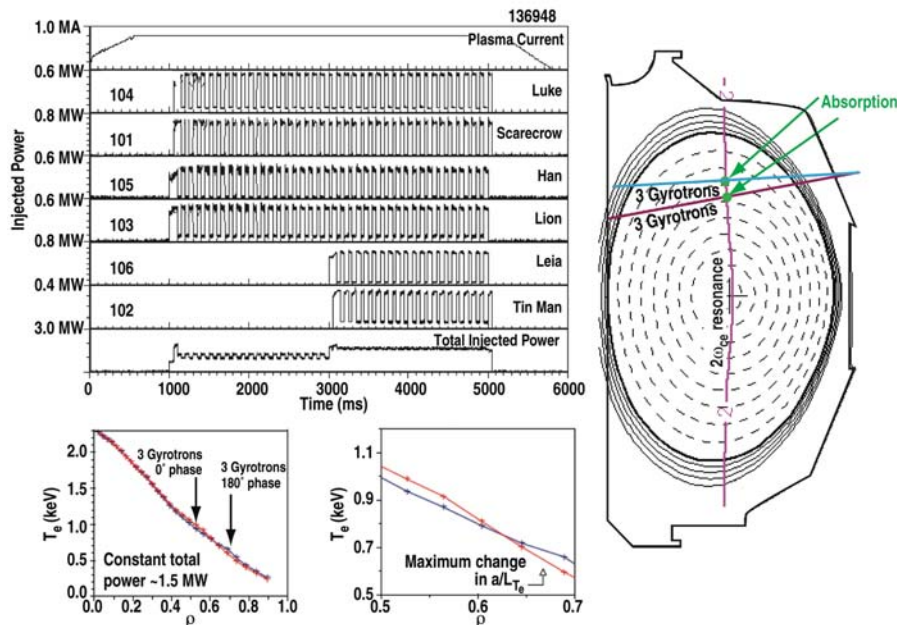 136948
1.0 MA
Plasma Current
0.6 MW
104
Luke
0.8 MW
101
Scarecrow
0.6 MW
105
Han
0.6 MW
103
Lion
0.8 MW
106
Leia
0.4 MW
102
Tin Man
3.0 MW
Total Injected Power
Injected Power
0 1000 2000 3000 4000 5000 6000
Time (ms)
2
Absorption
3 Gyrotrons
3 Gyrotrons
2ωce resonance
2
2.0
1.5
1.0
0.5
0.0
Te (keV)
3 Gyrotrons
0° phase
3 Gyrotrons
180° phase
Constant total
power ~1.5 MW
0.0 0.2 0.4 0.6 0.8 1.0
ρ
1.1
0.9
0.7
0.5
Te (keV)
Maximum change
in a/LTe
0.5 0.6 0.7
ρ